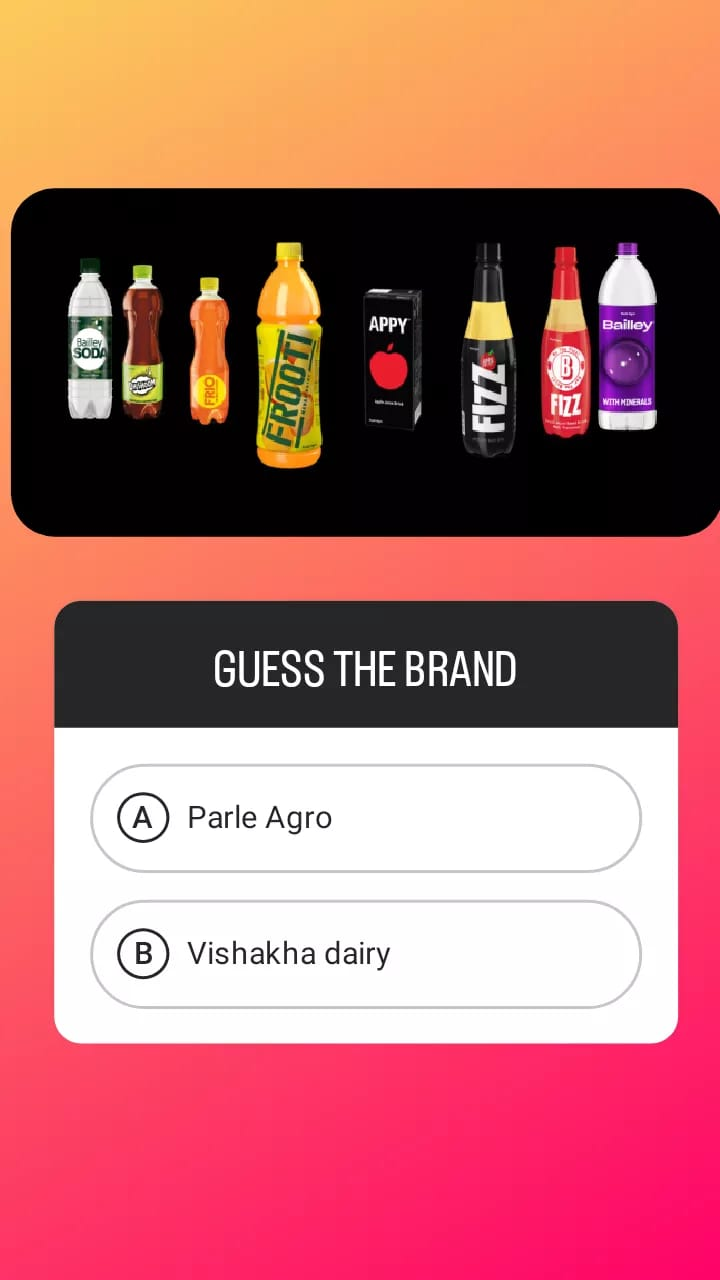 Bailley
SODA
FRIO
FROOTI
APPY
FIZZ
B
FIZZ
Bailley
WITH MINERALS
GUESS THE BRAND
A Parle Agro
B Vishakha dairy